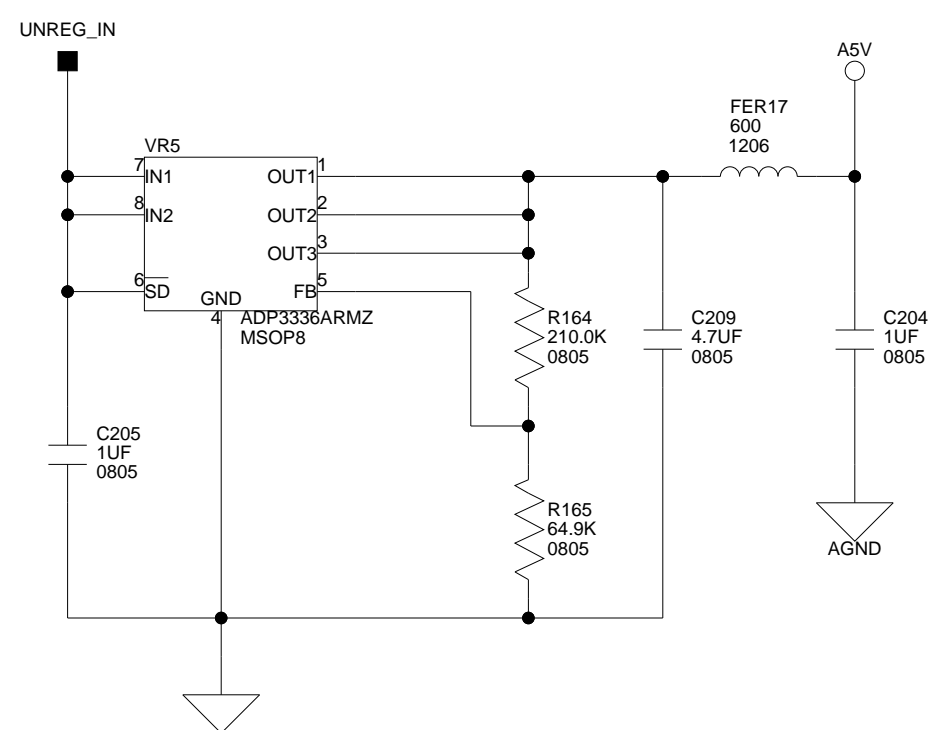 UNREG_IN
A5V
FER17
600
1206
VR5
7
IN1
8
IN2
6
SD
GND
4
OUT1
1
OUT2
2
OUT3
3
FB
5
ADP3336ARMZ
MSOP8
R164
210.0K
0805
C209
4.7UF
0805
C204
1UF
0805
C205
1UF
0805
R165
64.9K
0805
AGND